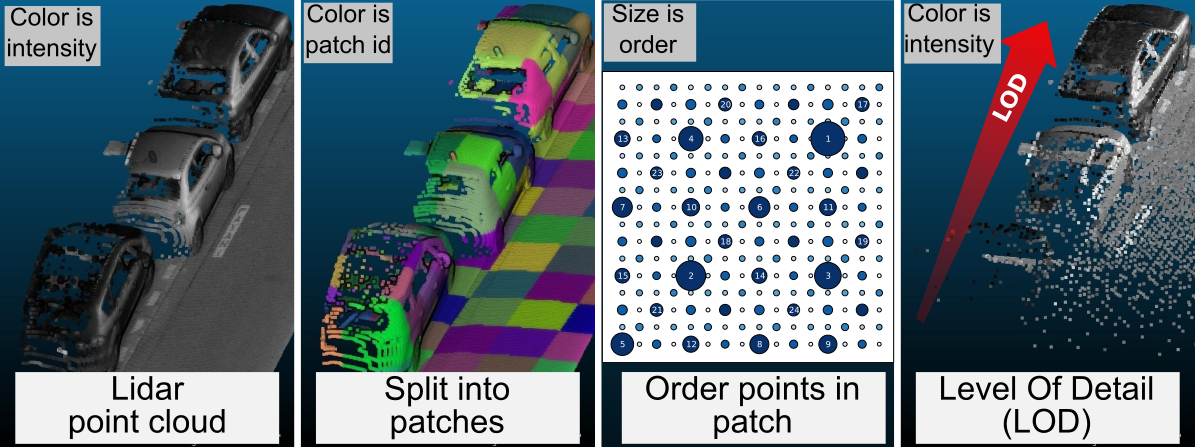 Color is
intensity
Color is
patch id
Size is
order
Color is
intensity
20
17
13
4
16
1
23
22
7
10
6
11
18
19
15
2
14
3
21
24
5
12
8
9
LOD
Lidar
point cloud
Split into
patches
Order points in
patch
Level Of Detail
(LOD)